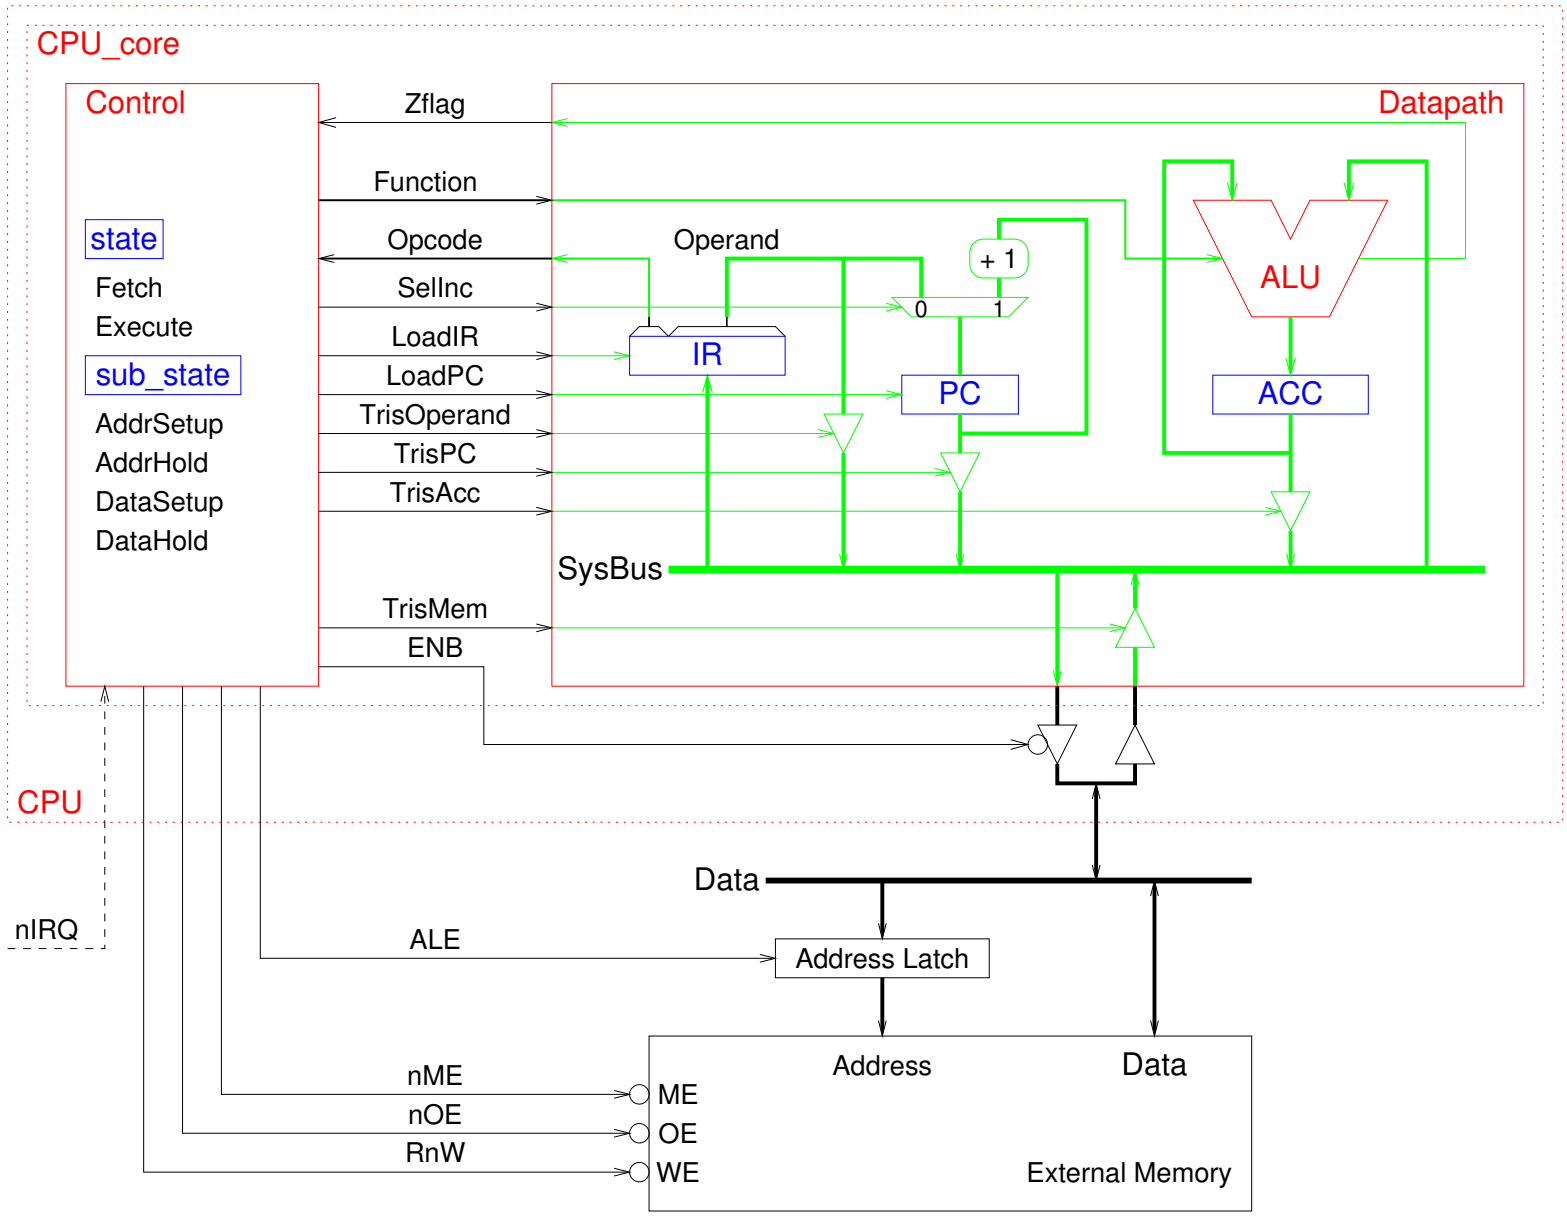 CPU_core
Control
Datapath
Zflag
Function
state
Opcode
Operand
+ 1
ALU
Fetch
SelInc
0
1
Execute
LoadIR
IR
sub_state
LoadPC
PC
ACC
AddrSetup
TrisOperand
AddrHold
TrisPC
DataSetup
TrisAcc
DataHold
SysBus
TrisMem
ENB
CPU
Data
nIRQ
ALE
Address Latch
Address
Data
nME
ME
nOE
OE
RnW
WE
External Memory